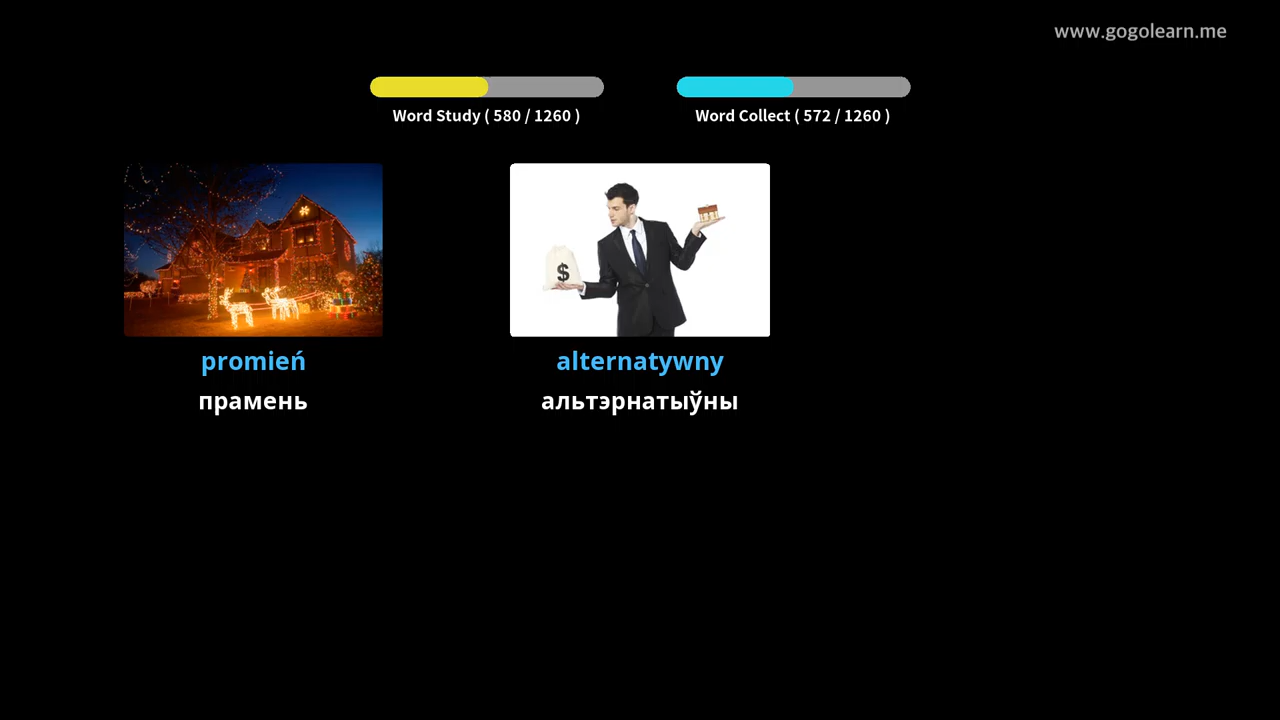 www.gogolearn.me
Word Study ( 580 / 1260 )
Word Collect ( 572 / 1260 )
$
promień
прамень
alternatywny
альтэрнатыўны